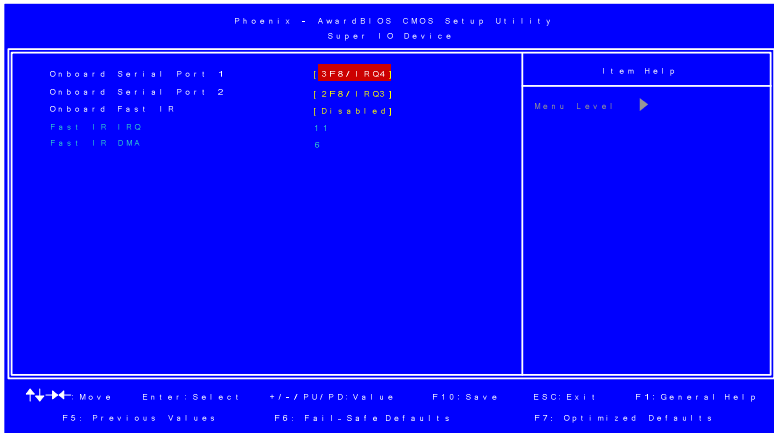 Phoenix - AwardBIOS CMOS Setup Utility
Super IO Device
Onboard Serial Port 1 [3F8/IRQ4]
Onboard Serial Port 2 [2F8/IRQ3]
Onboard Fast IR [Disabled]
Fast IR IRQ 11
Fast IR DMA 6
Item Help
Menu Level
: Move Enter: Select +/-/PU/PD: Value F10: Save ESC: Exit F1: General Help
F5: Previous Values F6: Fail-Safe Defaults F7: Optimized Defaults